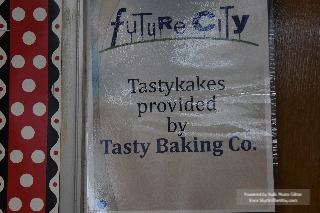 FUTURE CITY
Tastykakes
provided
by
Tasty Baking Co.